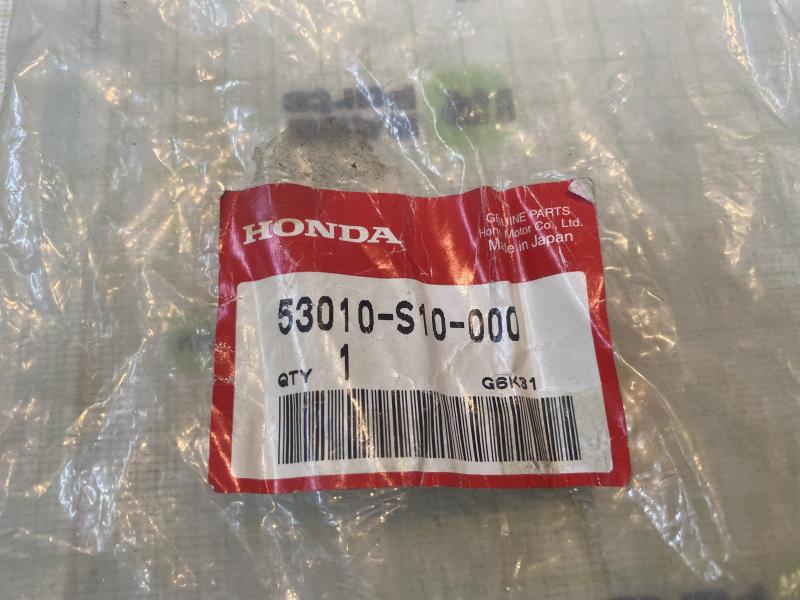 HONDA
GENUINE PARTS
Honda Motor Co., Ltd.
Made in Japan
53010-S10-000
QTY 1
G6K31